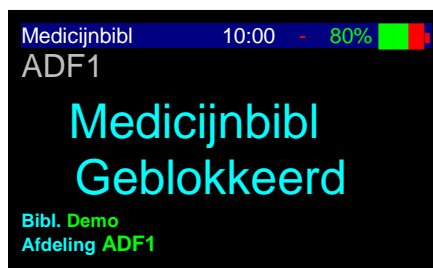 Medicijnbibl 10:00 - 80%
ADF1
Medicijnbibl
Geblokkeerd
Bibl. Demo
Afdeling ADF1